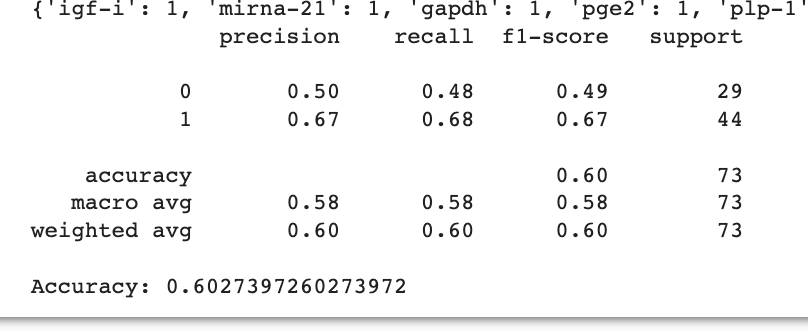 {'igf-i': 1, 'mirna-21': 1, 'gapdh': 1, 'pge2': 1, 'plp-1'
precision recall f1-score support
0 0.50 0.48 0.49 29
1 0.67 0.68 0.67 44
accuracy 0.60 73
macro avg 0.58 0.58 0.58 73
weighted avg 0.60 0.60 0.60 73
Accuracy: 0.6027397260273972